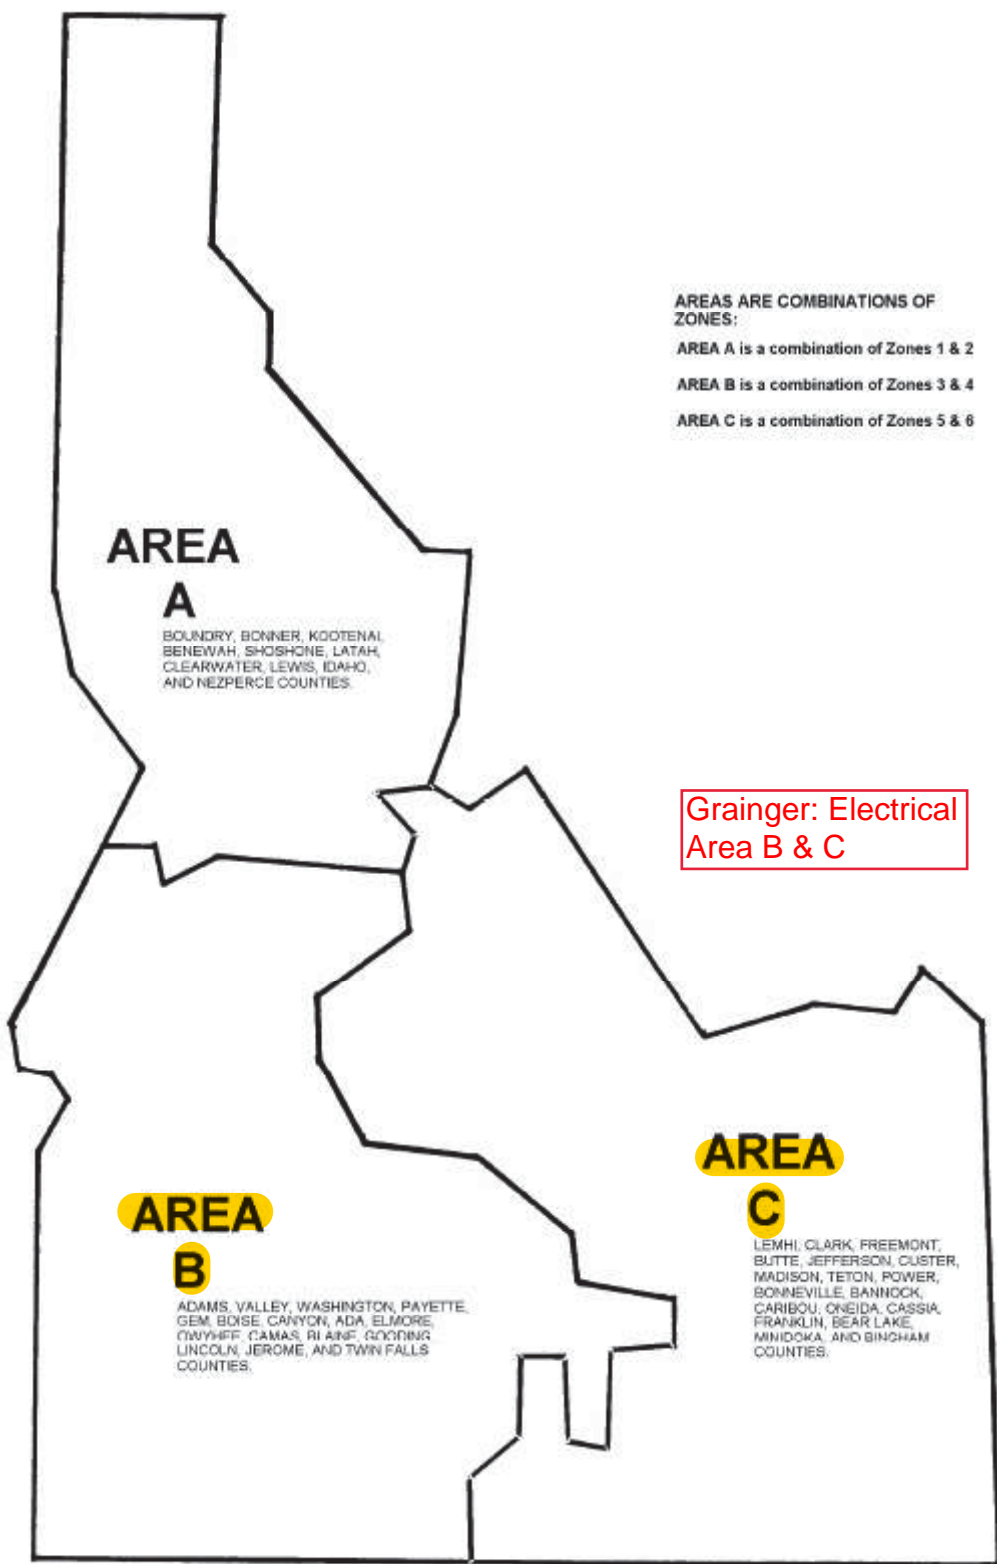 AREAS ARE COMBINATIONS OF
ZONES:
AREA A is a combination of Zones 1 & 2
AREA B is a combination of Zones 3 & 4
AREA C is a combination of Zones 5 & 6
AREA
A
BOUNDRY, BONNER, KOOTENAI,
BENEWAH, SHOSHONE, LATAH,
CLEARWATER, LEWIS, IDAHO,
AND NEZPERCE COUNTIES.
Grainger: Electrical
Area B & C
AREA
C
LEMHI, CLARK, FREEMONT,
BUTTE, JEFFERSON, CUSTER,
MADISON, TETON, POWER,
BONNEVILLE, BANNOCK,
CARIBOU, ONEIDA, CASSIA,
FRANKLIN, BEAR LAKE,
MINIDOKA, AND BINGHAM
COUNTIES.
AREA
B
ADAMS, VALLEY, WASHINGTON, PAYETTE,
GEM, BOISE, CANYON, ADA, ELMORE,
OWYHEE, CAMAS, BLAINE, GOODING,
LINCOLN, JEROME, AND TWIN FALLS
COUNTIES.